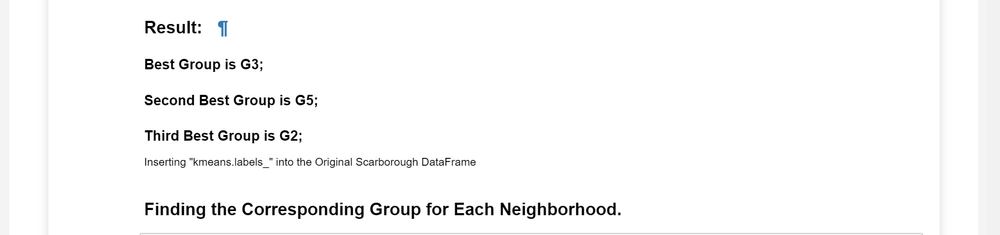 Result: ¶
Best Group is G3;
Second Best Group is G5;
Third Best Group is G2;
Inserting "kmeans.labels_" into the Original Scarborough DataFrame
Finding the Corresponding Group for Each Neighborhood.